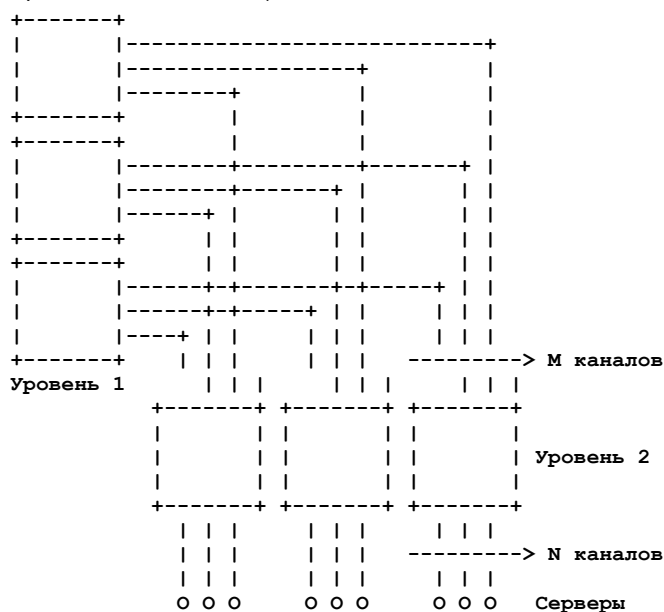 M каналов
Уровень 1
Уровень 2
N каналов
Серверы